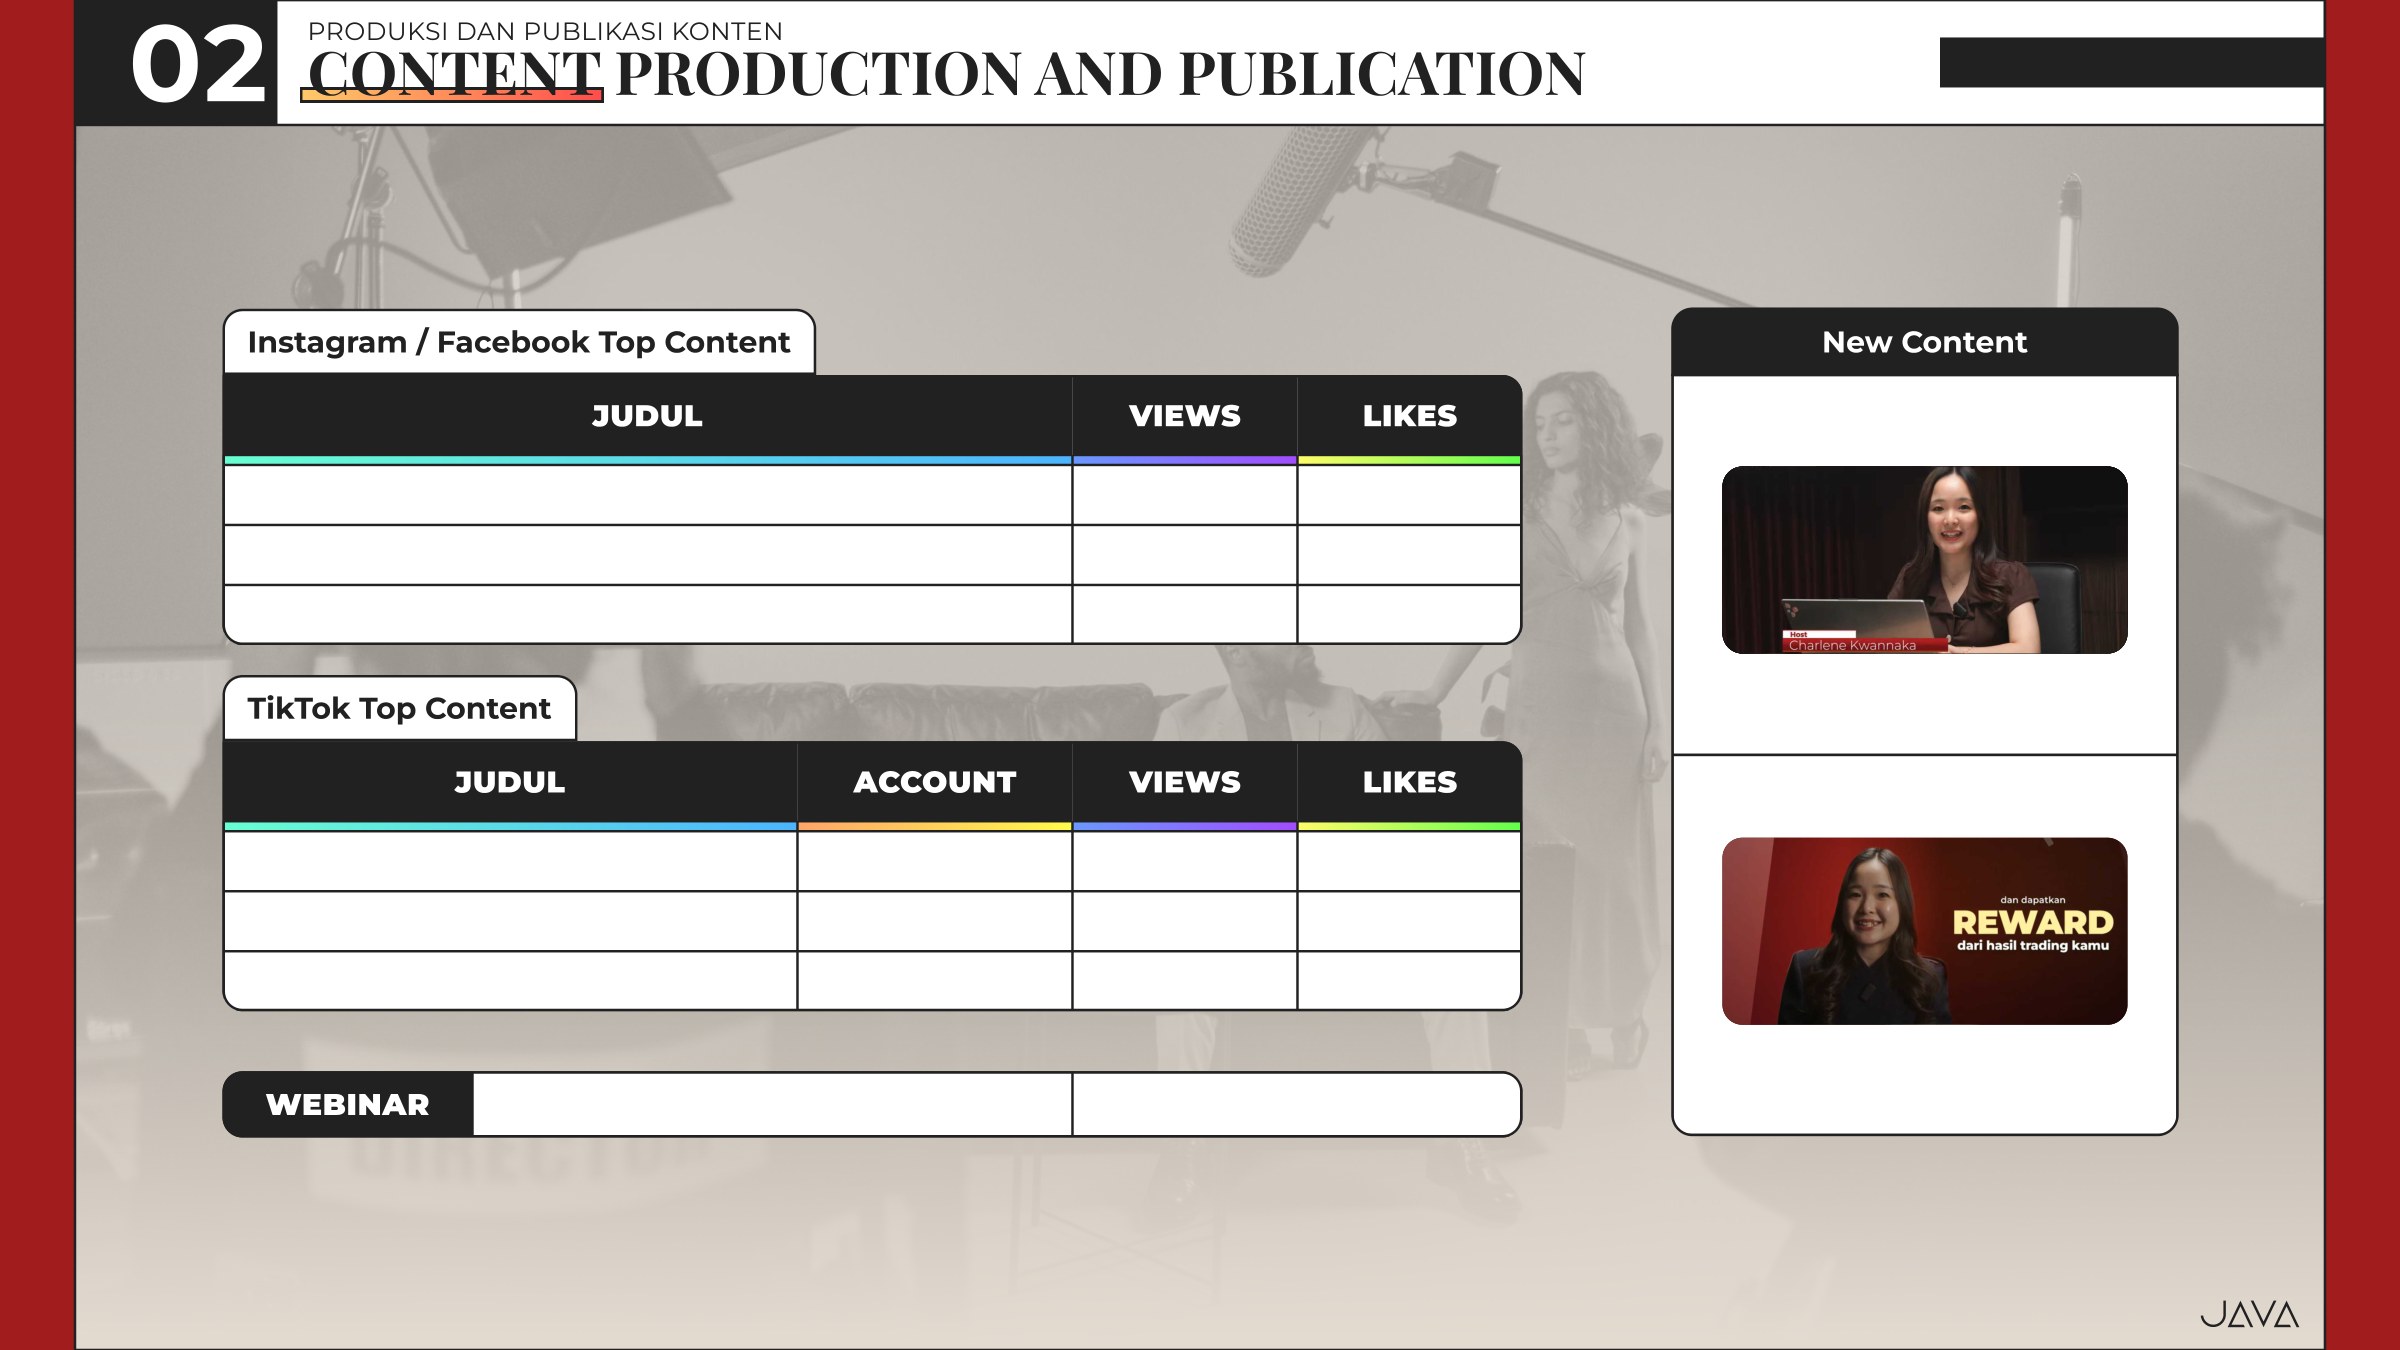 02
PRODUKSI DAN PUBLIKASI KONTEN
CONTENT PRODUCTION AND PUBLICATION
Instagram / Facebook Top Content
JUDUL VIEWS LIKES
TikTok Top Content
JUDUL ACCOUNT VIEWS LIKES
WEBINAR
New Content
Host
Charlene Kwannaka
dan dapatkan
REWARD
dari hasil trading kamu
DIRECTOR
JAVA